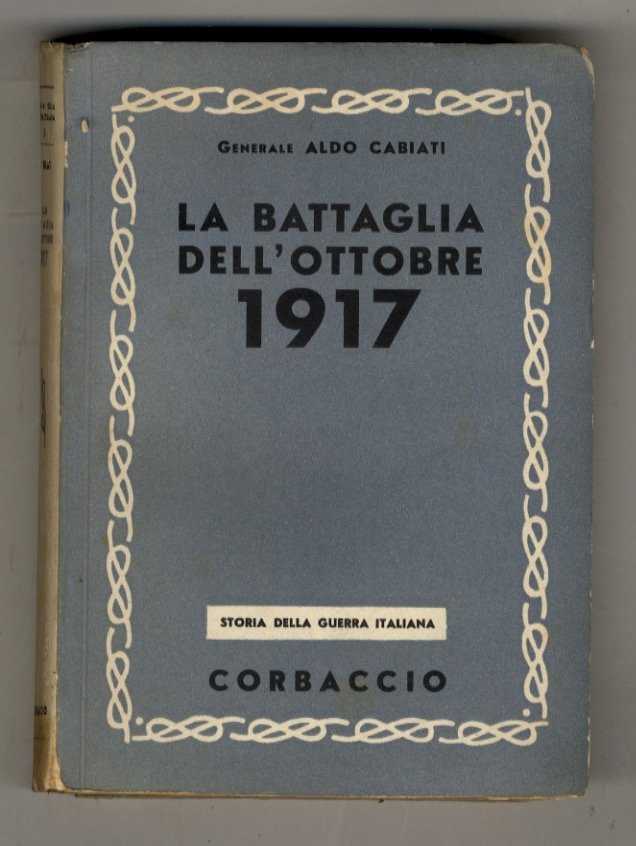 Generale ALDO CABIATI
LA BATTAGLIA
DELL'OTTOBRE
1917
STORIA DELLA GUERRA ITALIANA
CORBACCIO